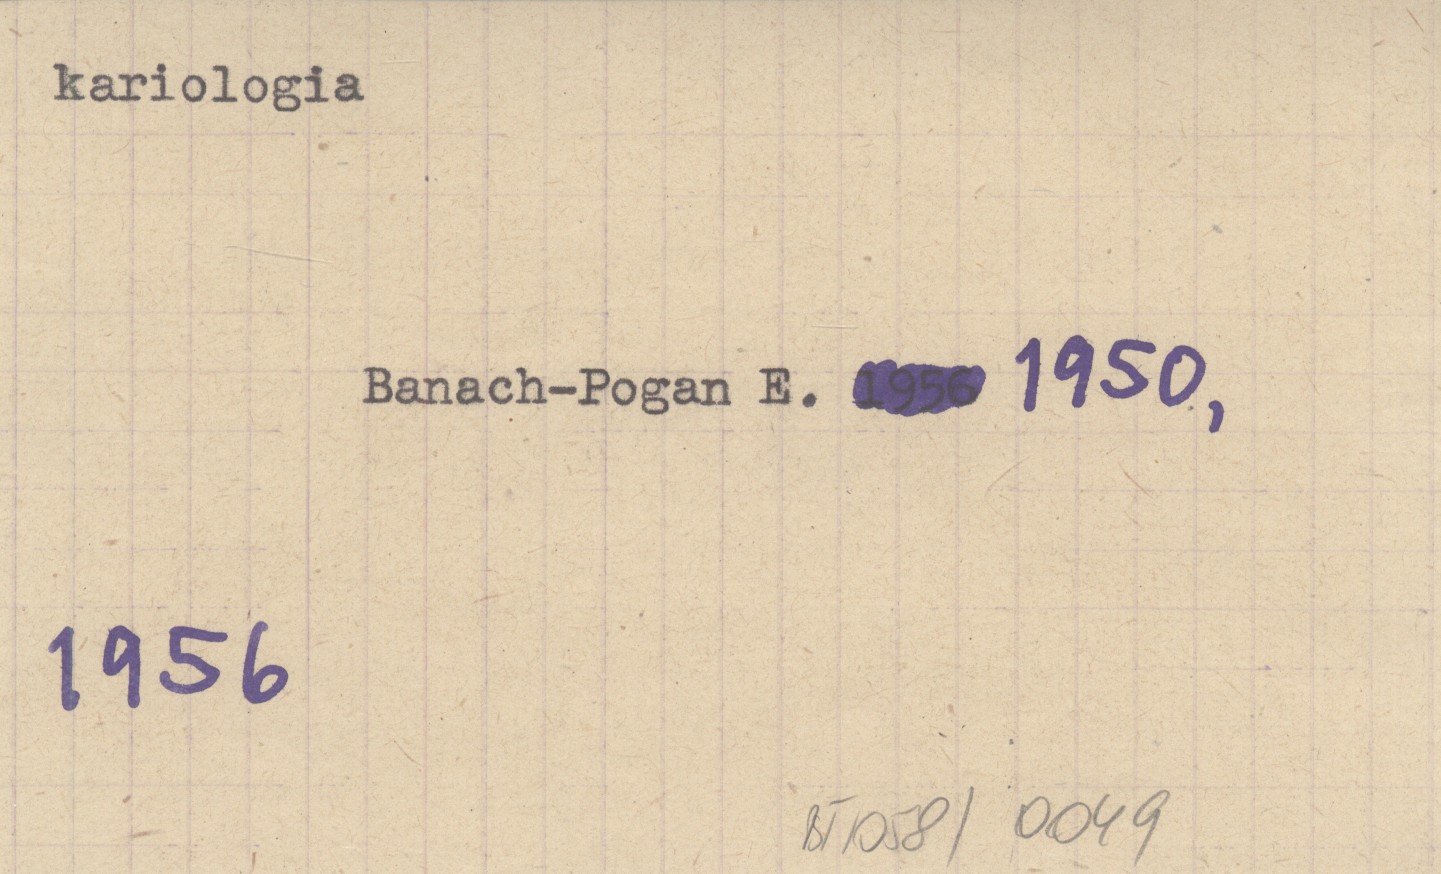 kariologia
Banach-Pogan E. 1956 1950,
1956
BT1058/ 0049